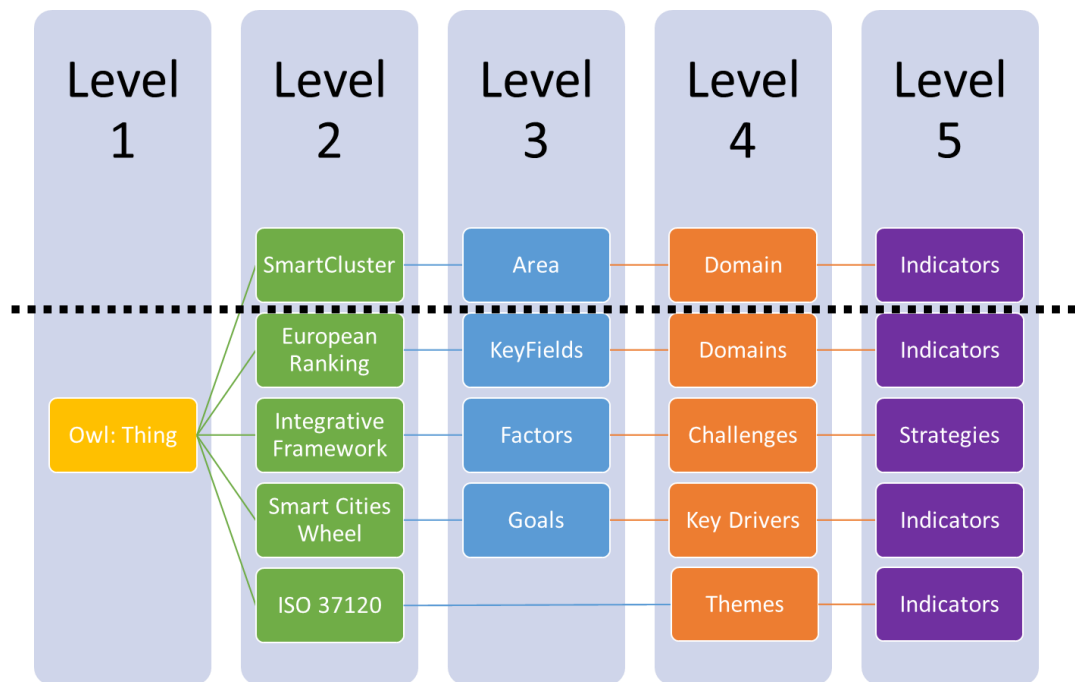 Level
1
Level
2
Level
3
Level
4
Level
5
SmartCluster
Area
Domain
Indicators
European
Ranking
KeyFields
Domains
Indicators
Owl: Thing
Integrative
Framework
Factors
Challenges
Strategies
Smart Cities
Wheel
Goals
Key Drivers
Indicators
ISO 37120
Themes
Indicators